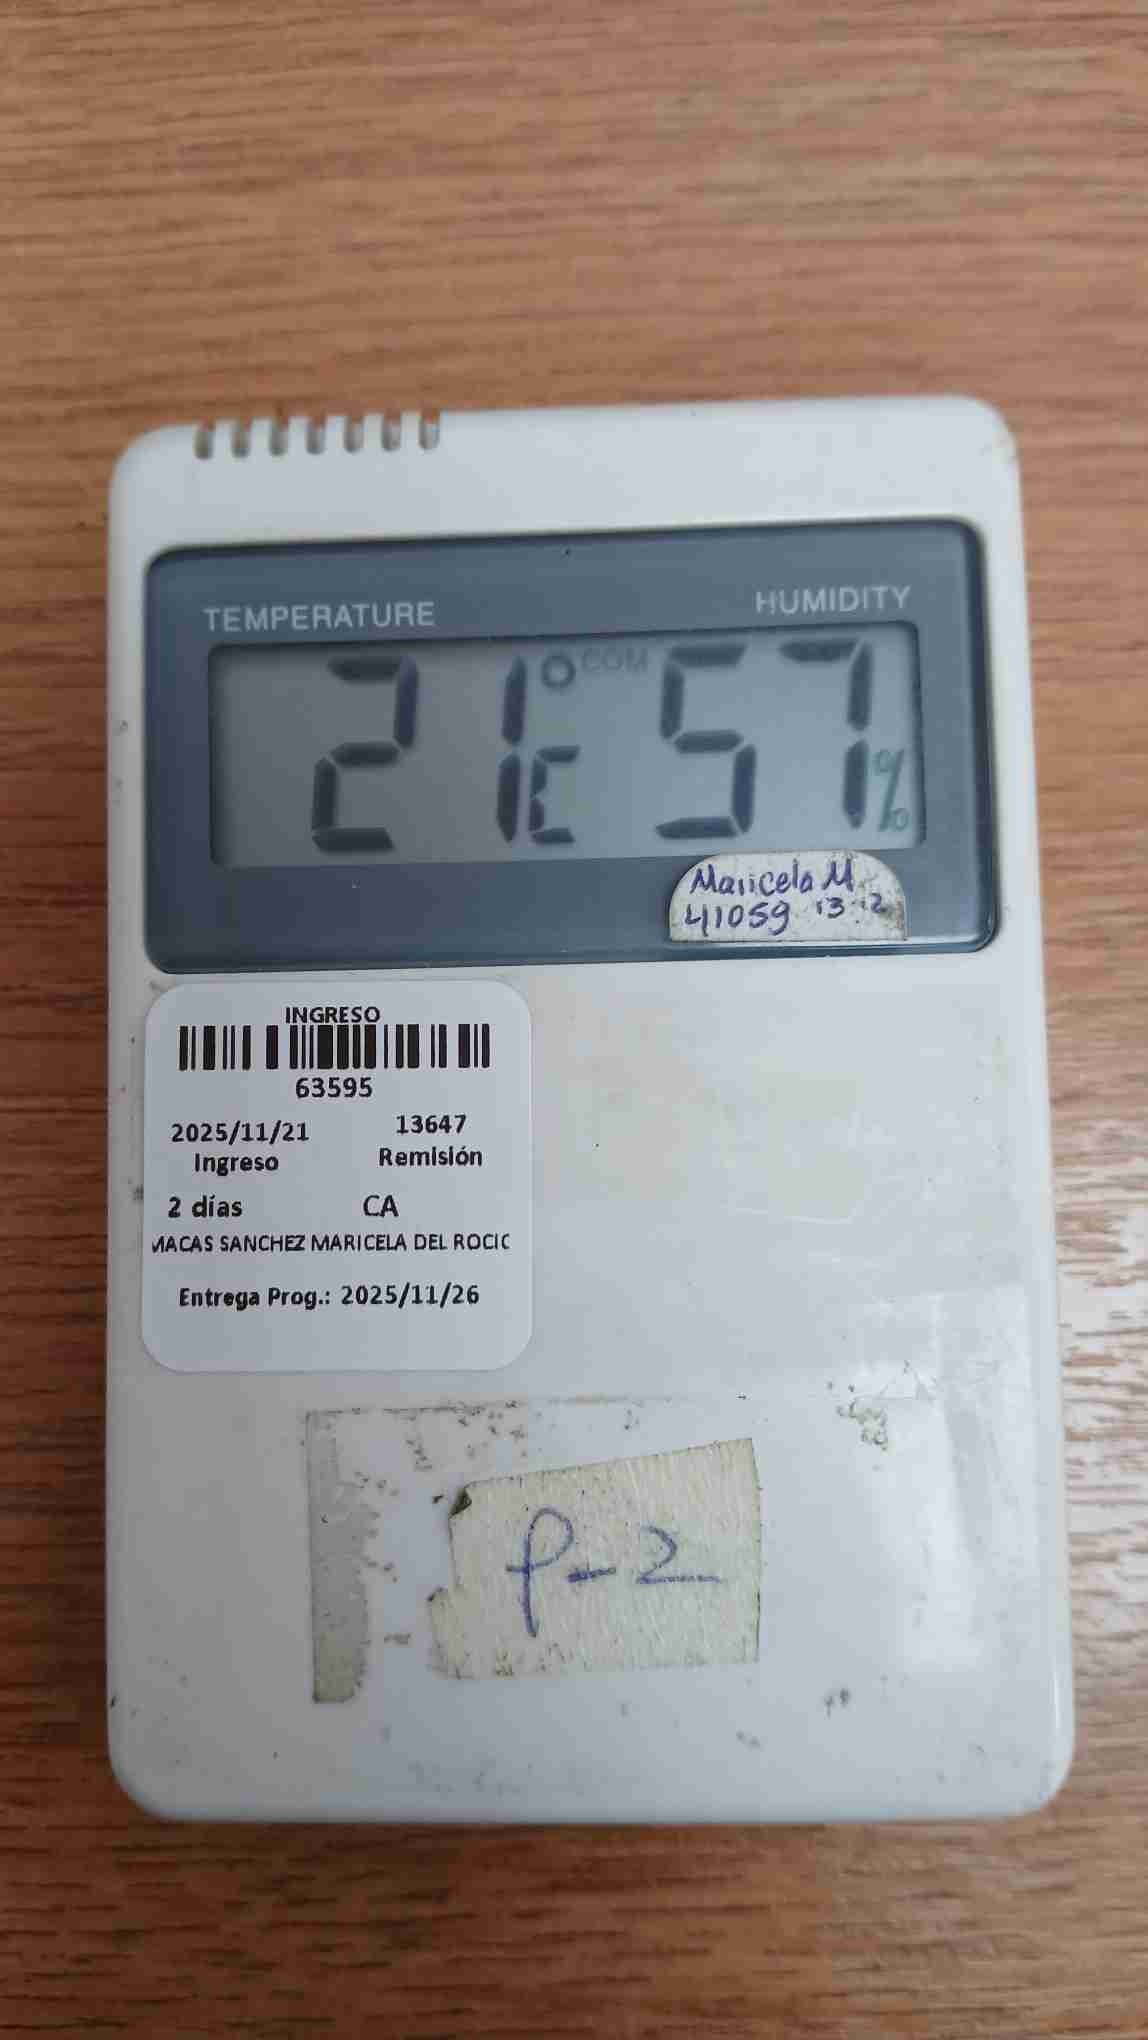 TEMPERATURE HUMIDITY
21°C COM 57%
Maricela M
41059 13 12
INGRESO
63595
2025/11/21 13647
Ingreso Remisión
2 días CA
MACAS SANCHEZ MARICELA DEL ROCIO
Entrega Prog.: 2025/11/26
P-2